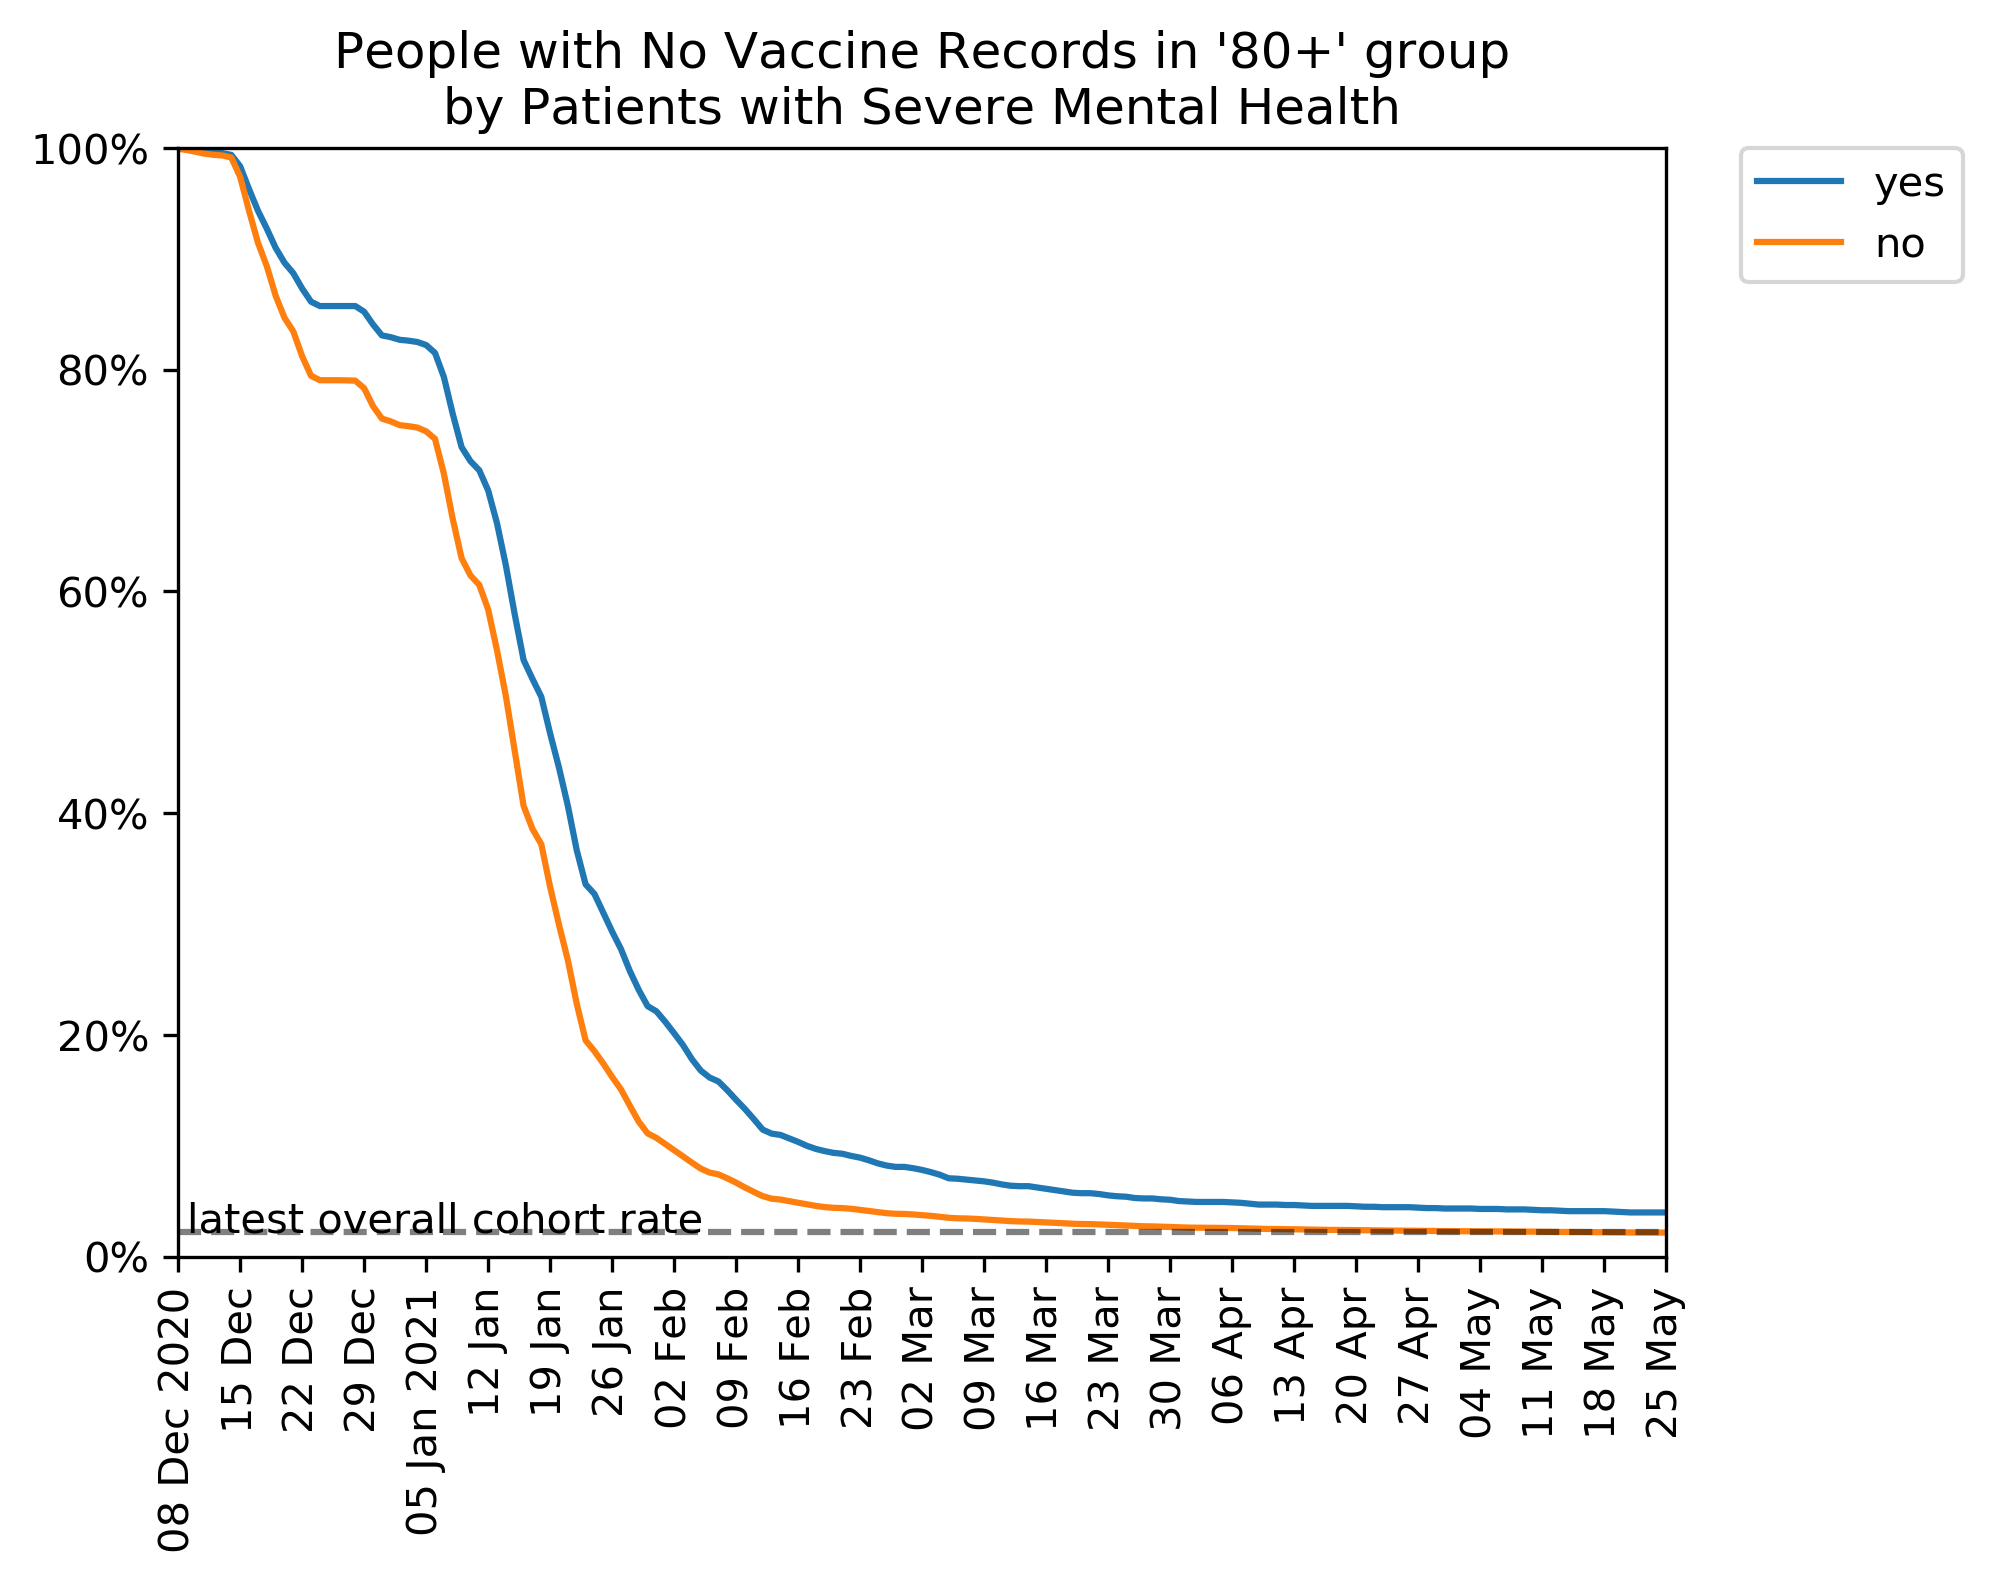 People with No Vaccine Records in '80+' group
by Patients with Severe Mental Health
100%
80%
60%
40%
20%
0%
latest overall cohort rate
yes
no
08 Dec 2020
15 Dec
22 Dec
29 Dec
05 Jan 2021
12 Jan
19 Jan
26 Jan
02 Feb
09 Feb
16 Feb
23 Feb
02 Mar
09 Mar
16 Mar
23 Mar
30 Mar
06 Apr
13 Apr
20 Apr
27 Apr
04 May
11 May
18 May
25 May